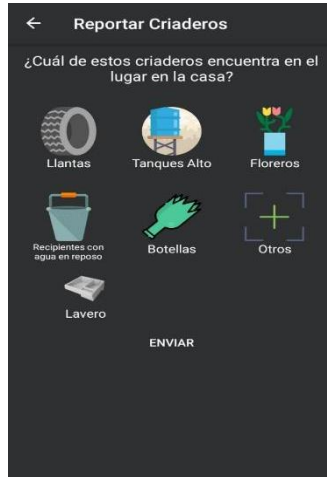 Reportar Criaderos
¿Cuál de estos criaderos encuentra en el
lugar en la casa?
Llantas
Tanques Alto
Floreros
Recipientes con
agua en reposo
Botellas
Otros
Lavero
ENVIAR